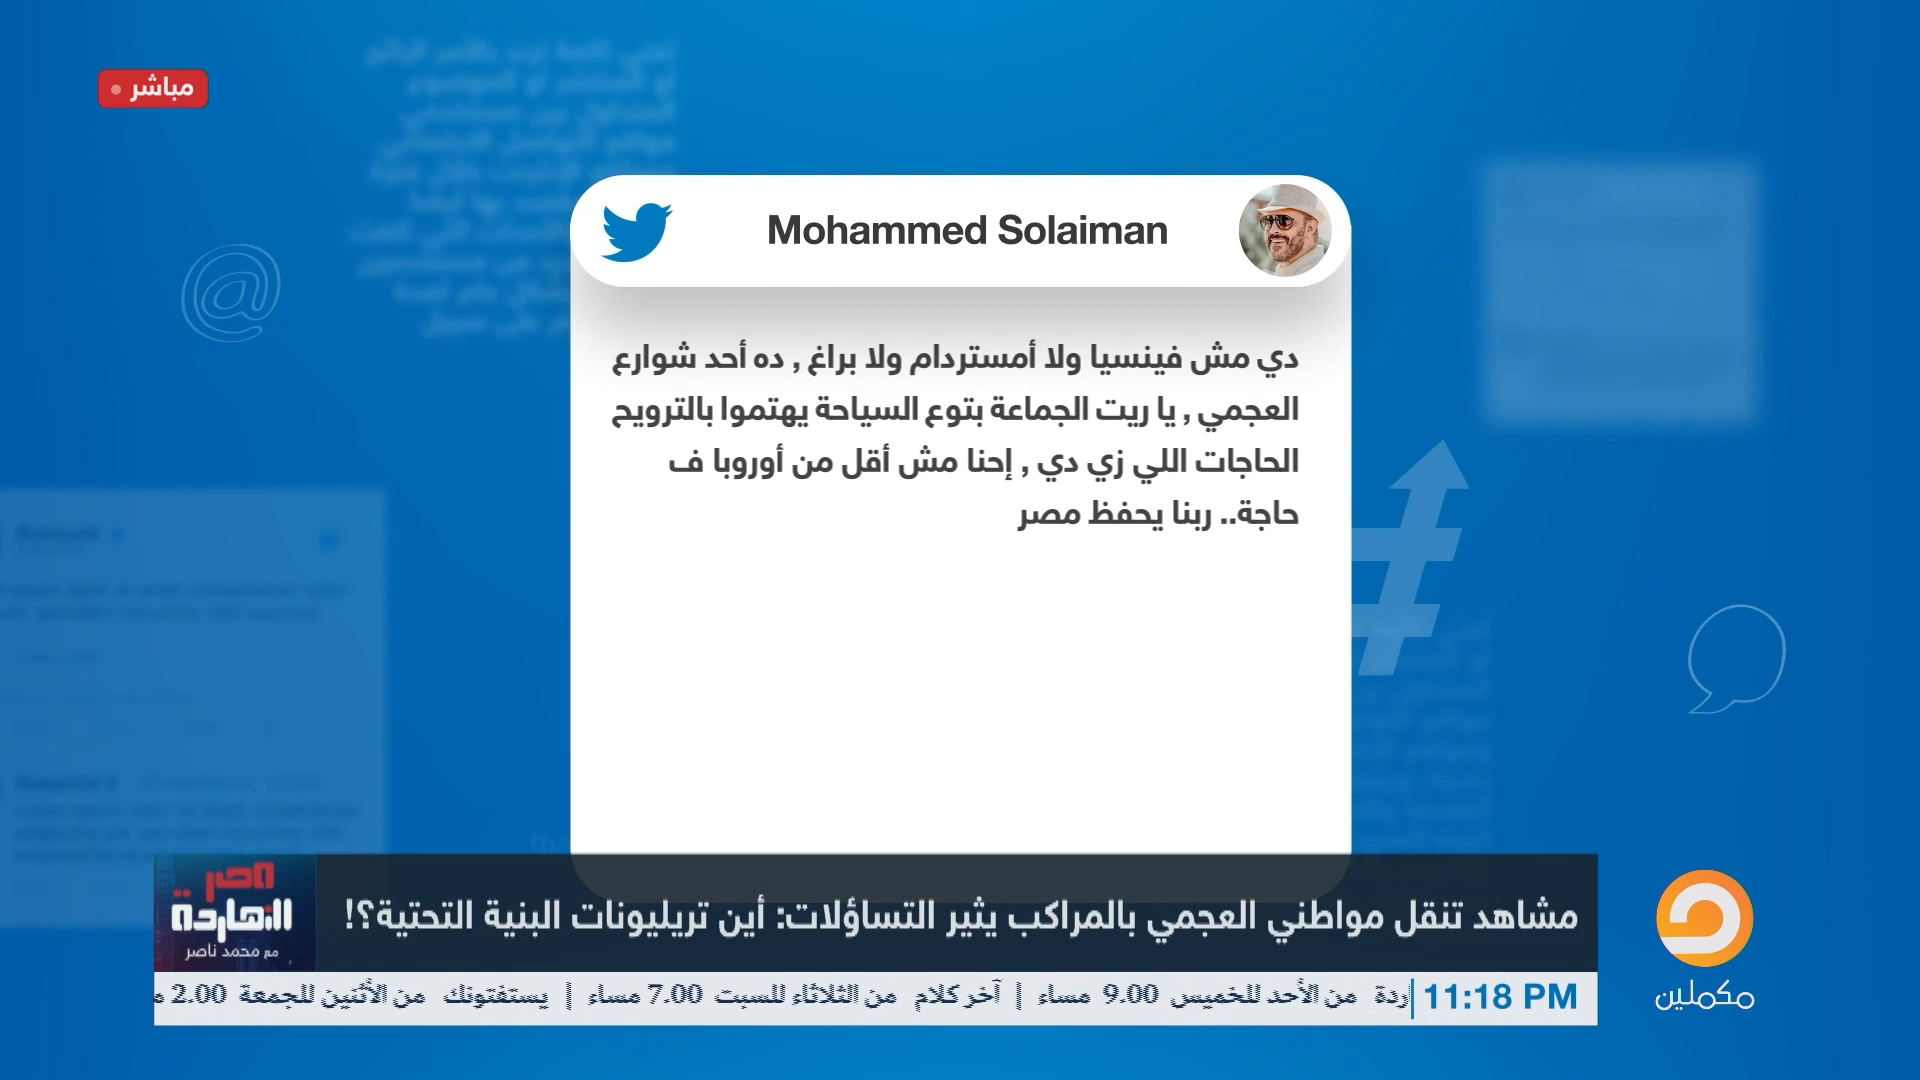 مباشر
Mohammed Solaiman
دي مش فينسيا ولا أمستردام ولا براغ , ده أحد شوارع
العجمي , يا ريت الجماعة بتوع السياحة يهتموا بالترويح
الحاجات اللي زي دي , إحنا مش أقل من أوروبا ف
حاجة.. ربنا يحفظ مصر
مصر
النهاردة
مع محمد ناصر
مشاهد تنقل مواطني العجمي بالمراكب يثير التساؤلات: أين تريليونات البنية التحتية؟!
11:18 PM
ردة من الأحد للخميس 9.00 مساء | آخر كلام من الثلاثاء للسبت 7.00 مساء | يستفتونك من الأثنين للجمعة 2.00
مكملين